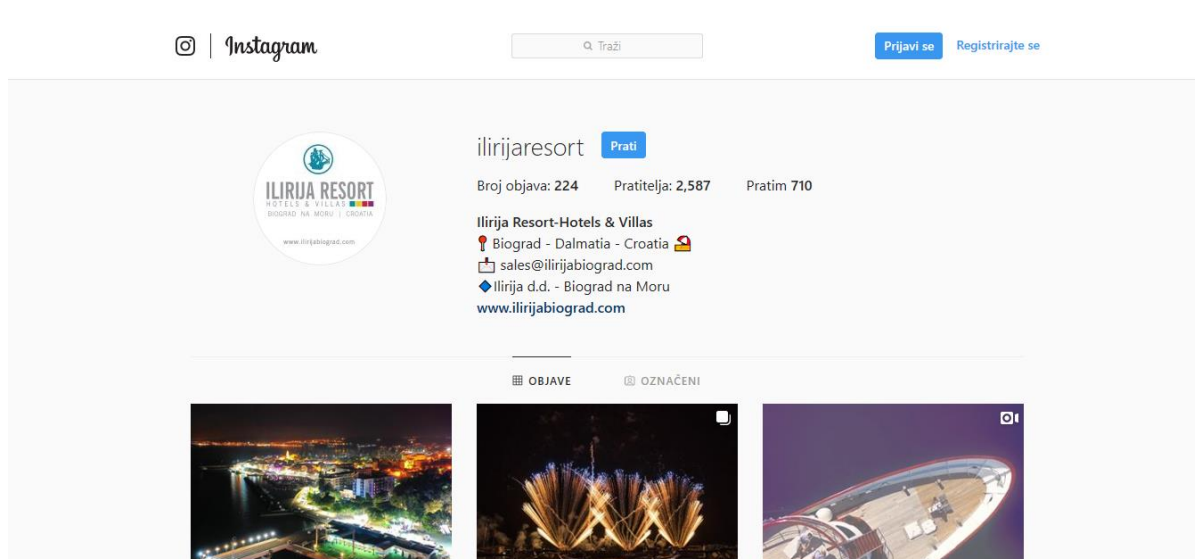 Instagram
Traži
Prijavi se
Registrirajte se
ilirijaresort
Prati
Broj objava: 224 Pratitelja: 2,587 Pratim 710
ILIRIJA RESORT
HOTELS & VILLAS
BIOGRAD NA MORU | CROATIA
www.ilirijabiograd.com
Ilirija Resort-Hotels & Villas
Biograd - Dalmatia - Croatia
sales@ilirijabiograd.com
Ilirija d.d. - Biograd na Moru
www.ilirijabiograd.com
OBJAVE
OZNAČENI